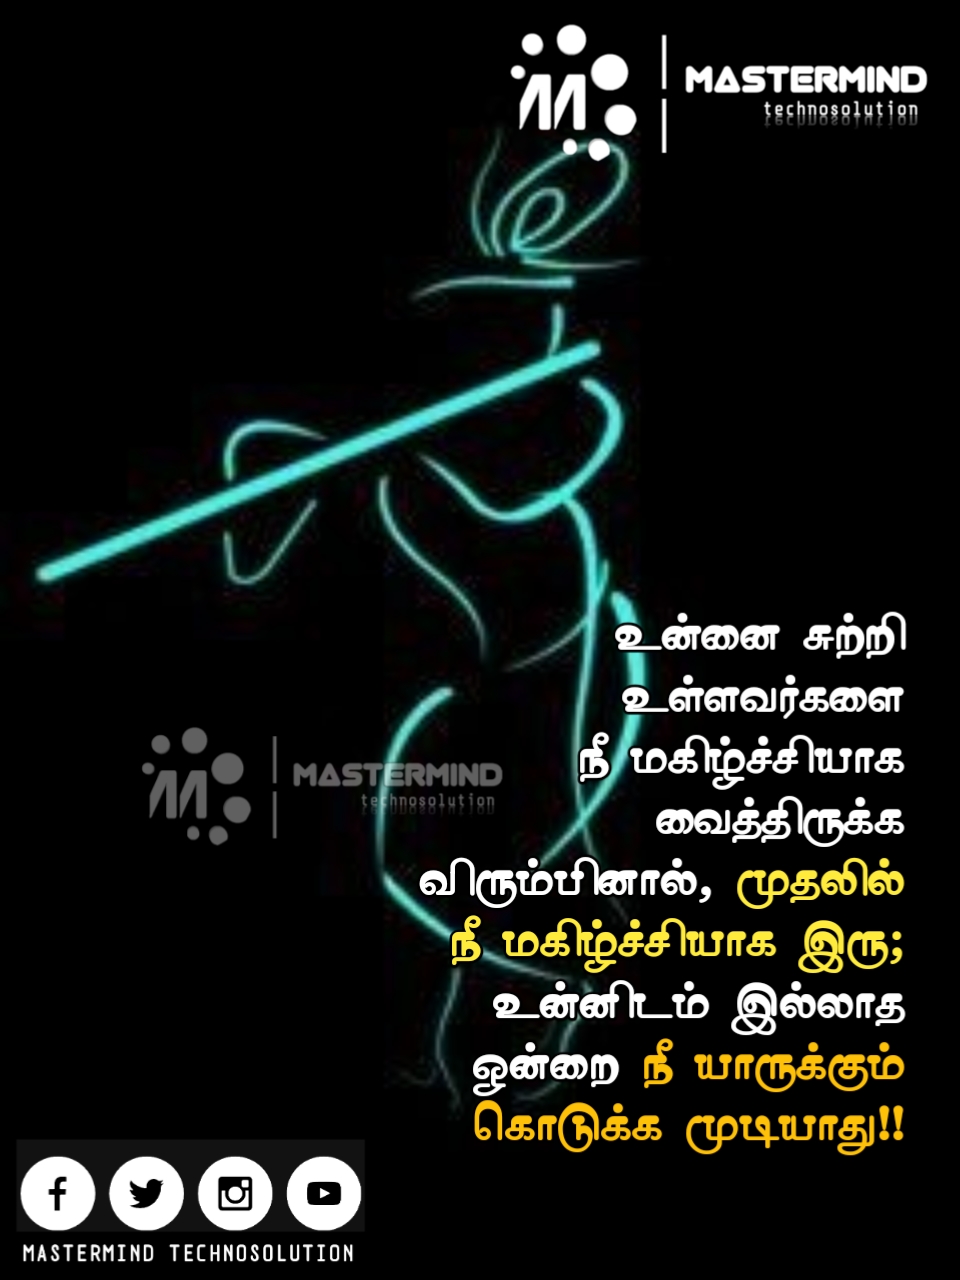 MASTERMIND
technosolution
உன்னை சுற்றி
உள்ளவர்களை
நீ மகிழ்ச்சியாக
வைத்திருக்க
விரும்பினால், முதலில்
நீ மகிழ்ச்சியாக இரு;
உன்னிடம் இல்லாத
ஒன்றை நீ யாருக்கும்
கொடுக்க முடியாது!!
MASTERMIND
technosolution
MASTERMIND TECHNOSOLUTION